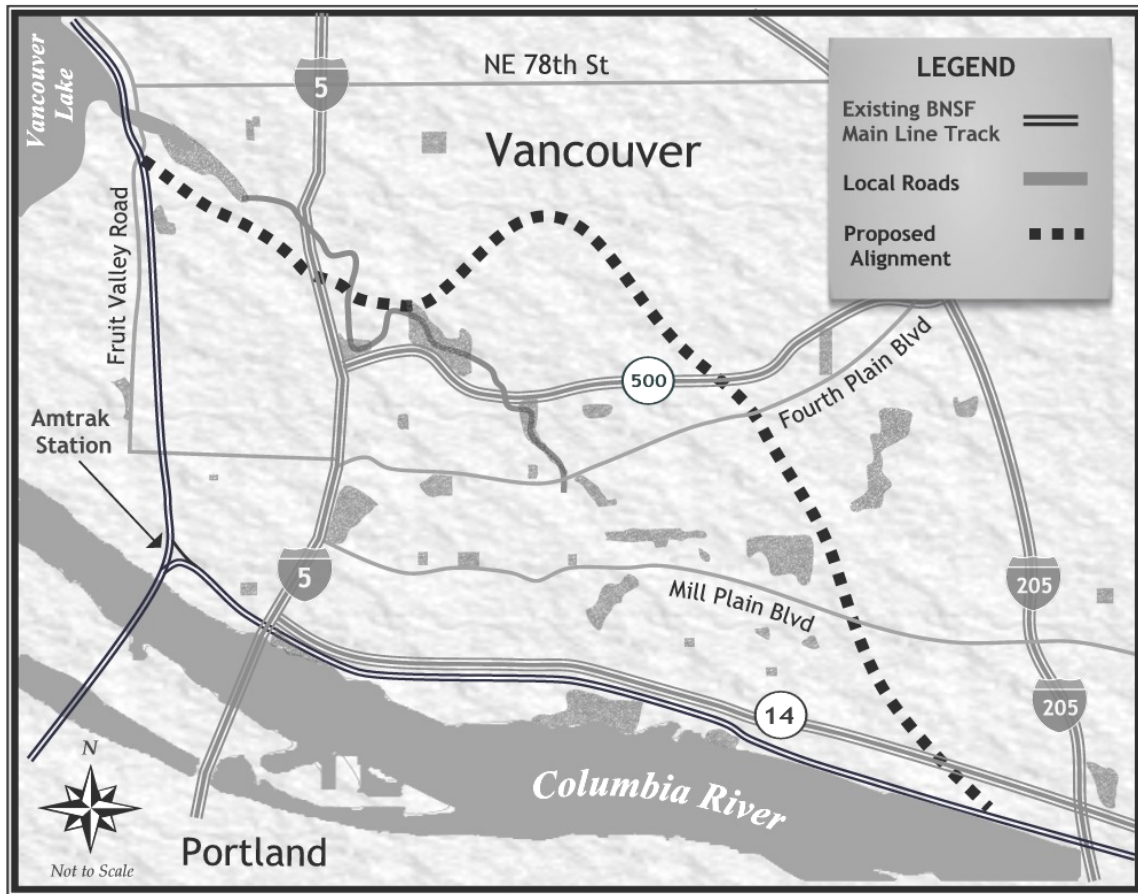 Vancouver
Lake
5
NE 78th St
Vancouver
LEGEND
Existing BNSF
Main Line Track
Local Roads
Proposed
Alignment
Fruit Valley Road
500
Fourth Plain Blvd
Amtrak
Station
5
Mill Plain Blvd
205
205
14
Columbia River
N
Not to Scale
Portland